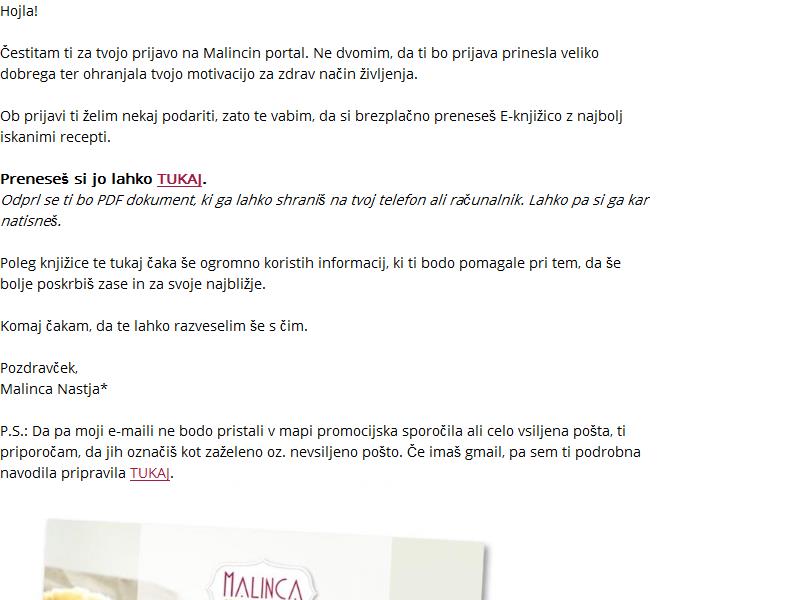 Hojla!
Čestitam ti za tvojo prijavo na Malincin portal. Ne dvomim, da ti bo prijava prinesla veliko
dobrega ter ohranjala tvojo motivacijo za zdrav način življenja.
Ob prijavi ti želim nekaj podariti, zato te vabim, da si brezplačno preneseš E-knjižico z najbolj
iskanimi recepti.
Preneseš si jo lahko TUKAJ.
Odprl se ti bo PDF dokument, ki ga lahko shraniš na tvoj telefon ali računalnik. Lahko pa si ga kar
natisneš.
Poleg knjižice te tukaj čaka še ogromno koristih informacij, ki ti bodo pomagale pri tem, da še
bolje poskrbiš zase in za svoje najbližje.
Komaj čakam, da te lahko razveselim še s čim.
Pozdravček,
Malinca Nastja*
P.S.: Da pa moji e-maili ne bodo pristali v mapi promocijska sporočila ali celo vsiljena pošta, ti
priporočam, da jih označiš kot zaželeno oz. nevsiljeno pošto. Če imaš gmail, pa sem ti podrobna
navodila pripravila TUKAJ.
MALINCA